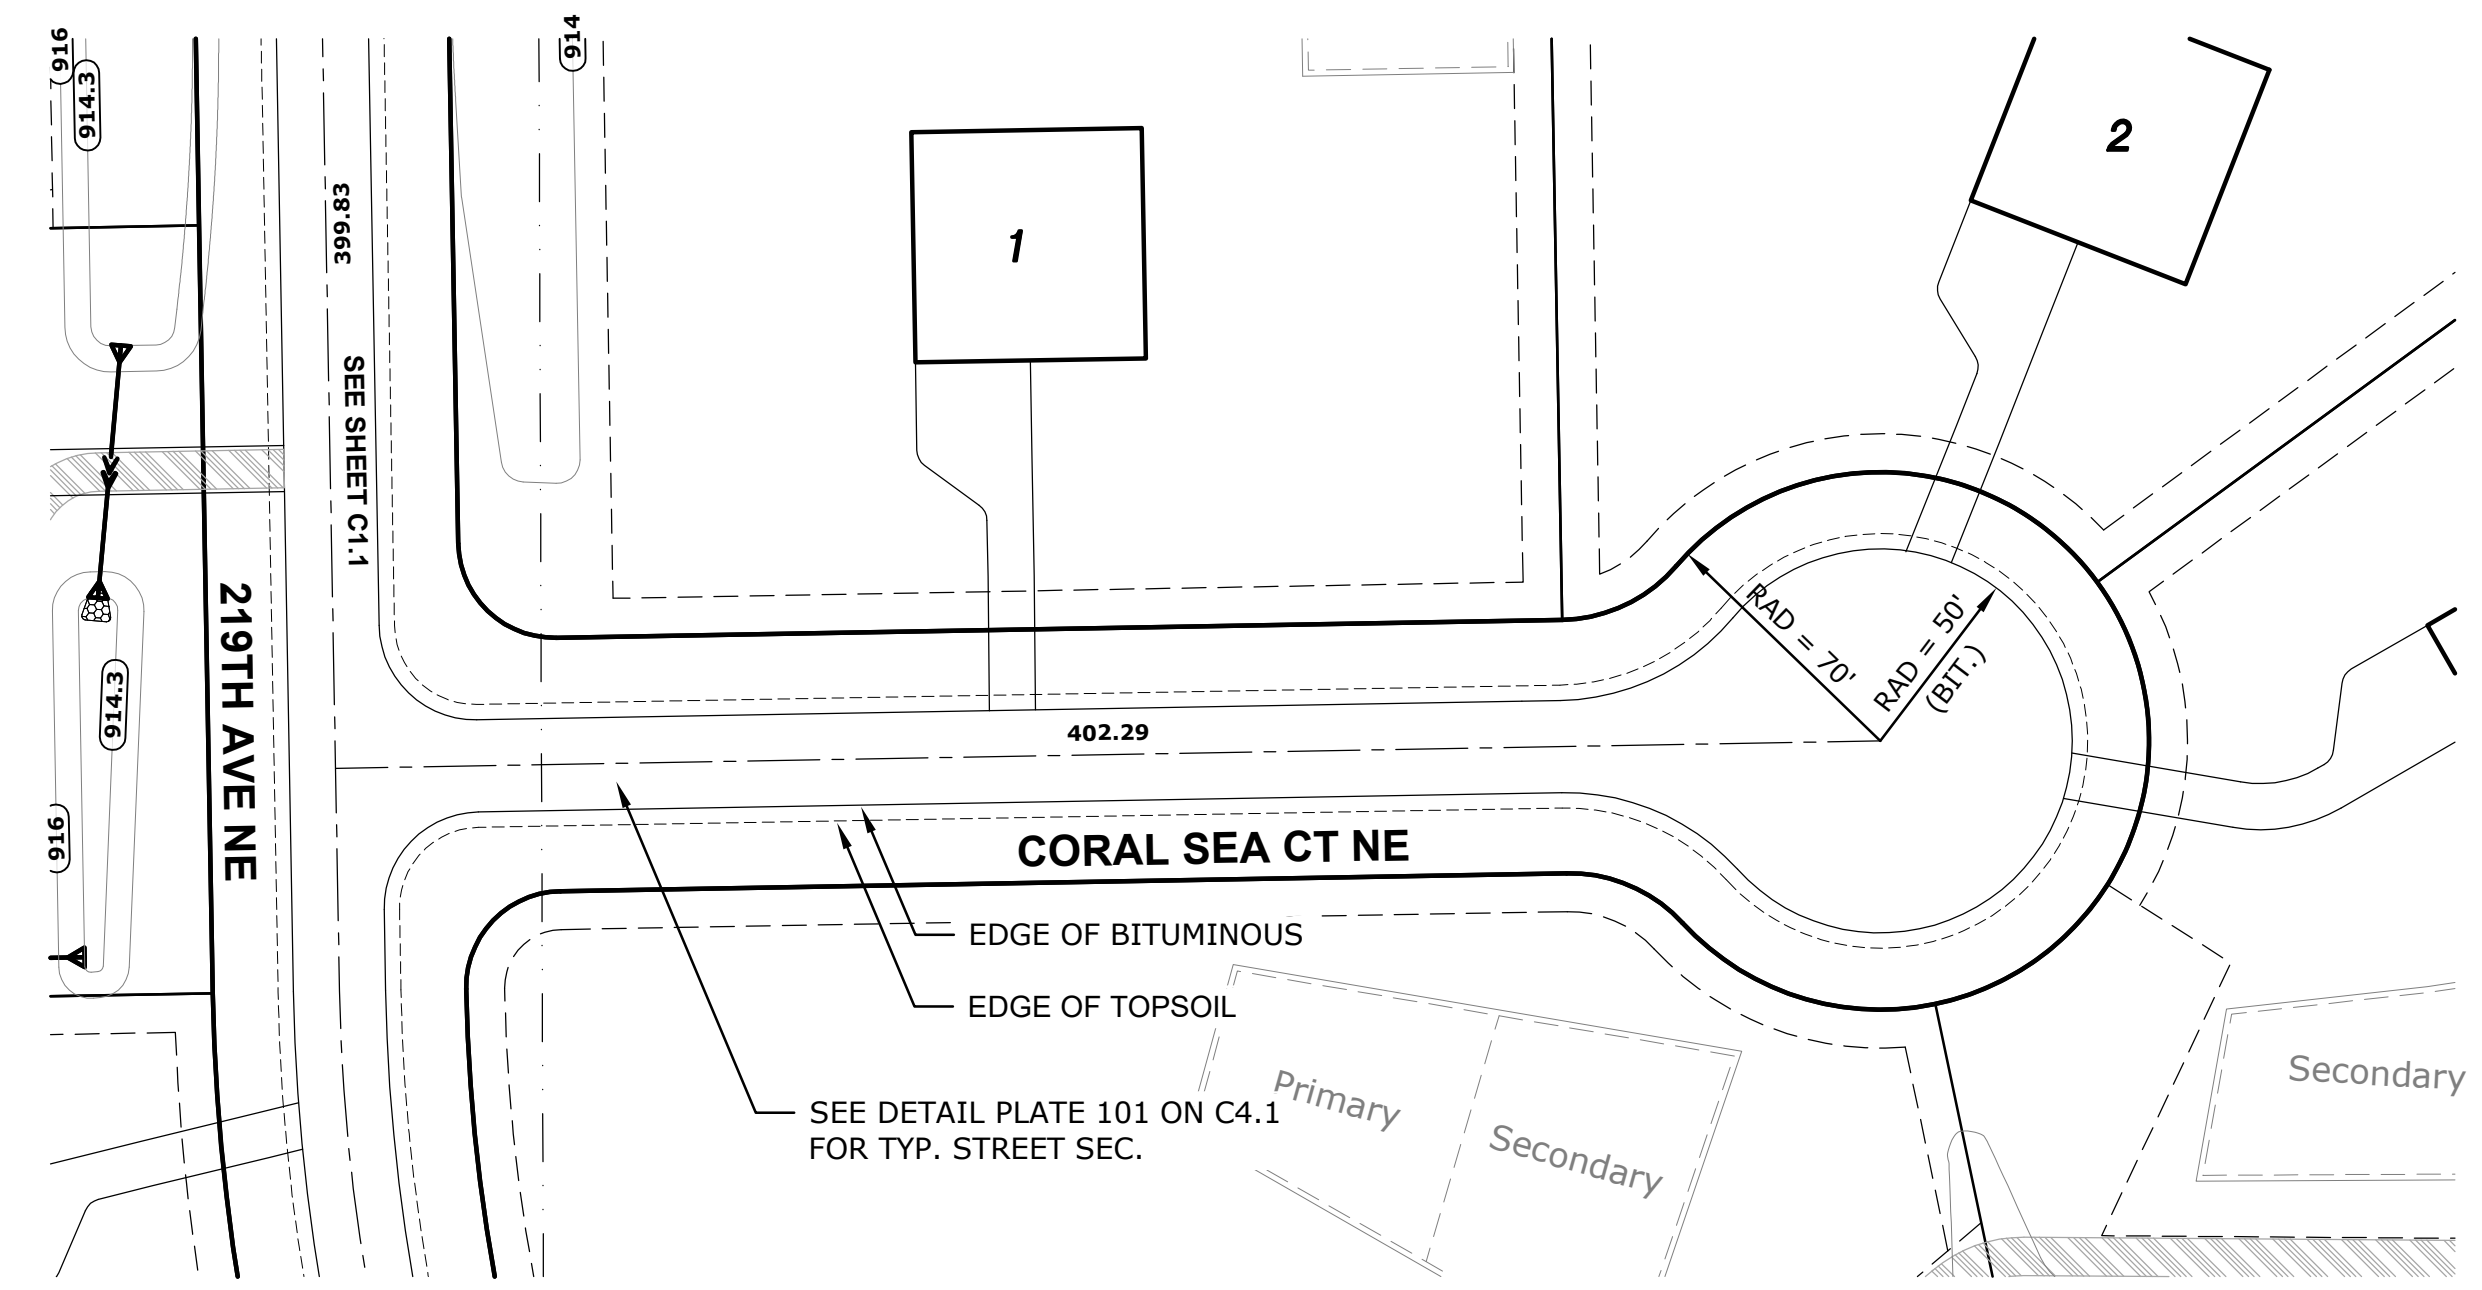 916
914.3
914
366.83
SEE SHEET C1.1
1
2
219TH AVE NE
914.3
916
RAD = 70'
RAD = 50'
(BIT.)
402.29
CORAL SEA CT NE
EDGE OF BITUMINOUS
EDGE OF TOPSOIL
SEE DETAIL PLATE 101 ON C4.1
FOR TYP. STREET SEC.
Primary
Secondary
Secondary